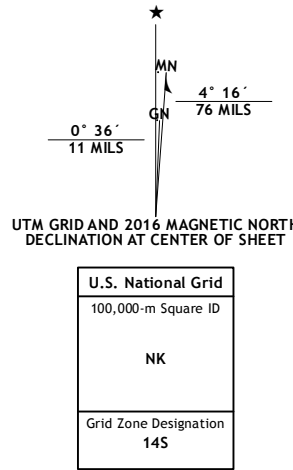 ★
MN
4° 16´
76 MILS
GN
0° 36´
11 MILS
UTM GRID AND 2016 MAGNETIC NORTH
DECLINATION AT CENTER OF SHEET
U.S. National Grid
100,000-m Square ID
NK
Grid Zone Designation
14S